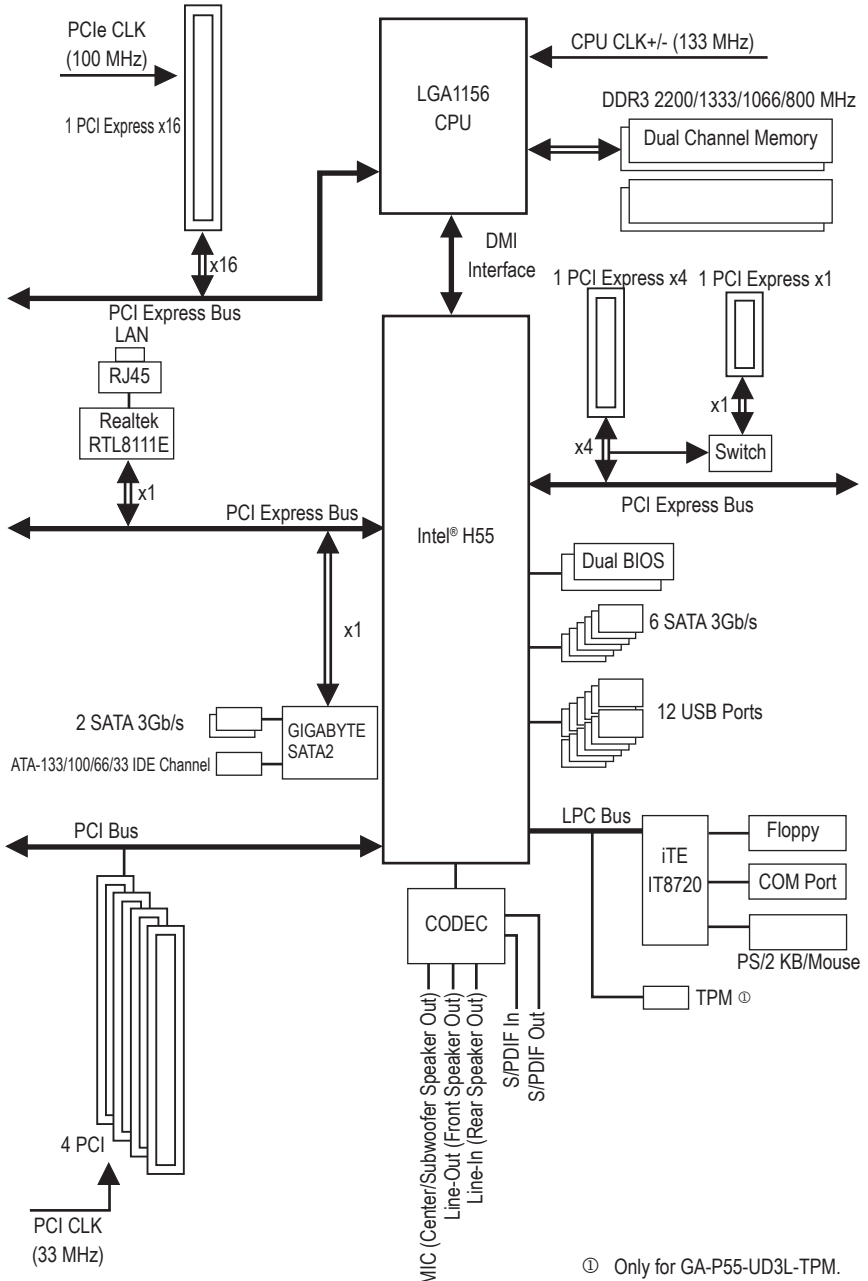 PCIe CLK
(100 MHz)
1 PCI Express x16
x16
PCI Express Bus
LGA1156
CPU
CPU CLK+/- (133 MHz)
DDR3 2200/1333/1066/800 MHz
Dual Channel Memory
DMI
Interface
1 PCI Express x4
1 PCI Express x1
x4
x1
Switch
PCI Express Bus
LAN
RJ45
Realtek
RTL8111E
x1
PCI Express Bus
Intel® H55
Dual BIOS
6 SATA 3Gb/s
12 USB Ports
x1
2 SATA 3Gb/s
ATA-133/100/66/33 IDE Channel
GIGABYTE
SATA2
PCI Bus
LPC Bus
iTE
IT8720
Floppy
COM Port
PS/2 KB/Mouse
TPM ①
CODEC
MIC (Center/Subwoofer Speaker Out)
Line-Out (Front Speaker Out)
Line-In (Rear Speaker Out)
S/PDIF In
S/PDIF Out
4 PCI
PCI CLK
(33 MHz)
① Only for GA-P55-UD3L-TPM.